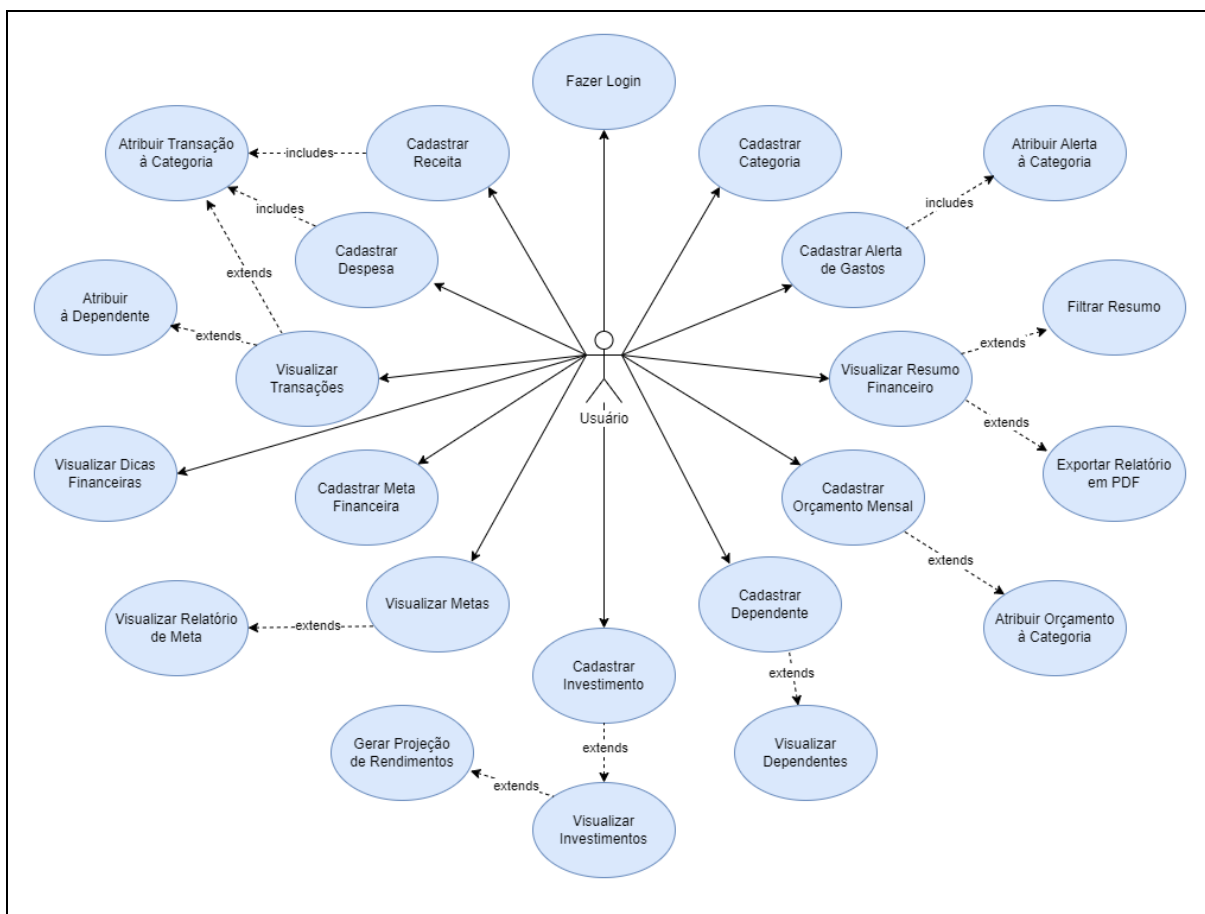 Fazer Login
Atribuir Transação
à Categoria
includes
Cadastrar
Receita
Cadastrar
Categoria
Atribuir Alerta
à Categoria
includes
Cadastrar
Despesa
Cadastrar Alerta
de Gastos
includes
extends
Atribuir
à Dependente
extends
Visualizar
Transações
Usuário
Visualizar Resumo
Financeiro
extends
Filtrar Resumo
extends
Exportar Relatório
em PDF
Visualizar Dicas
Financeiras
Cadastrar Meta
Financeira
Cadastrar
Orçamento Mensal
extends
Visualizar Relatório
de Meta
extends
Visualizar Metas
Cadastrar
Dependente
Atribuir Orçamento
à Categoria
Cadastrar
Investimento
extends
extends
Gerar Projeção
de Rendimentos
extends
Visualizar
Dependentes
Visualizar
Investimentos